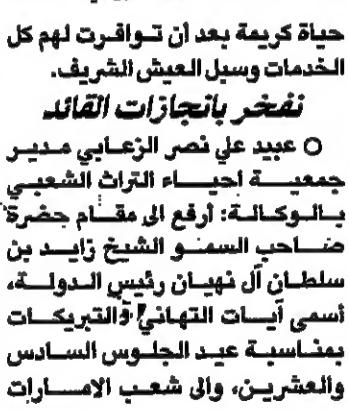 حياة كريمة بعد أن توافرت لهم كل
الخدمات وسبل العيش الشريف.
نفخر بانجازات القائد
○ عبيد علي نصر الزعابي مدير
جمعية احياء التراث الشعبي
بالوكالة: أرفع الى مقام حضرة
صاحب السمو الشيخ زايد بن
سلطان آل نهيان رئيس الدولة،
أسمى آيات التهاني والتبريكات
بمناسبة عيد الجلوس السادس
والعشرين، والى شعب الامارات